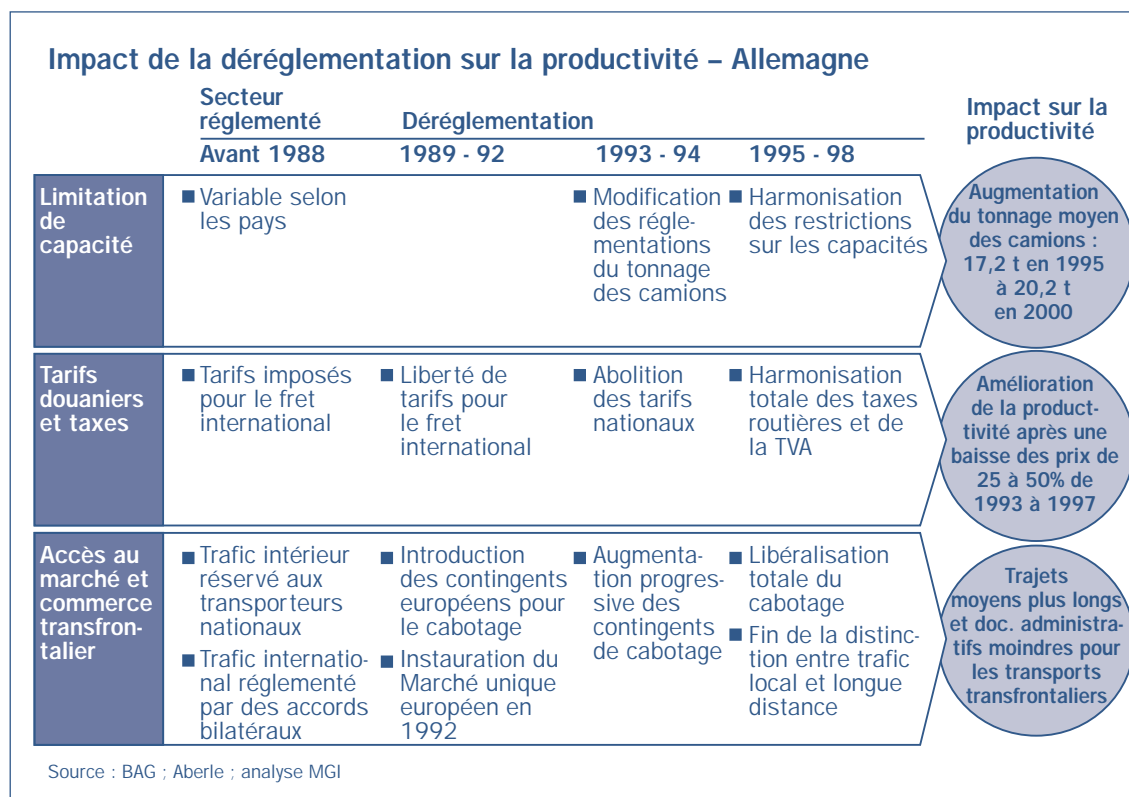 Impact de la déréglementation sur la productivité – Allemagne
Secteur
réglementé
Déréglementation
Impact sur la
productivité
Avant 1988
1989 - 92
1993 - 94
1995 - 98
Limitation
de
capacité
■ Variable selon
les pays
■ Modification
des régle-
mentations
du tonnage
des camions
■ Harmonisation
des restrictions
sur les capacités
Augmentation
du tonnage moyen
des camions :
17,2 t en 1995
à 20,2 t
en 2000
Tarifs
douaniers
et taxes
■ Tarifs imposés
pour le fret
international
■ Liberté de
tarifs pour
le fret
international
■ Abolition
des tarifs
nationaux
■ Harmonisation
totale des taxes
routières et de
la TVA
Amélioration
de la produc-
tivité après une
baisse des prix de
25 à 50% de
1993 à 1997
Accès au
marché et
commerce
transfron-
talier
■ Trafic intérieur
réservé aux
transporteurs
nationaux
■ Trafic internatio-
nal réglementé
par des accords
bilatéraux
■ Introduction
des contingents
européens pour
le cabotage
■ Instauration du
Marché unique
européen en
1992
■ Augmenta-
tion progres-
sive des
contingents
de cabotage
■ Libéralisation
totale du
cabotage
■ Fin de la distinc-
tion entre trafic
local et longue
distance
Trajets
moyens plus longs
et doc. administra-
tifs moindres pour
les transports
transfrontaliers
Source : BAG ; Aberle ; analyse MGI